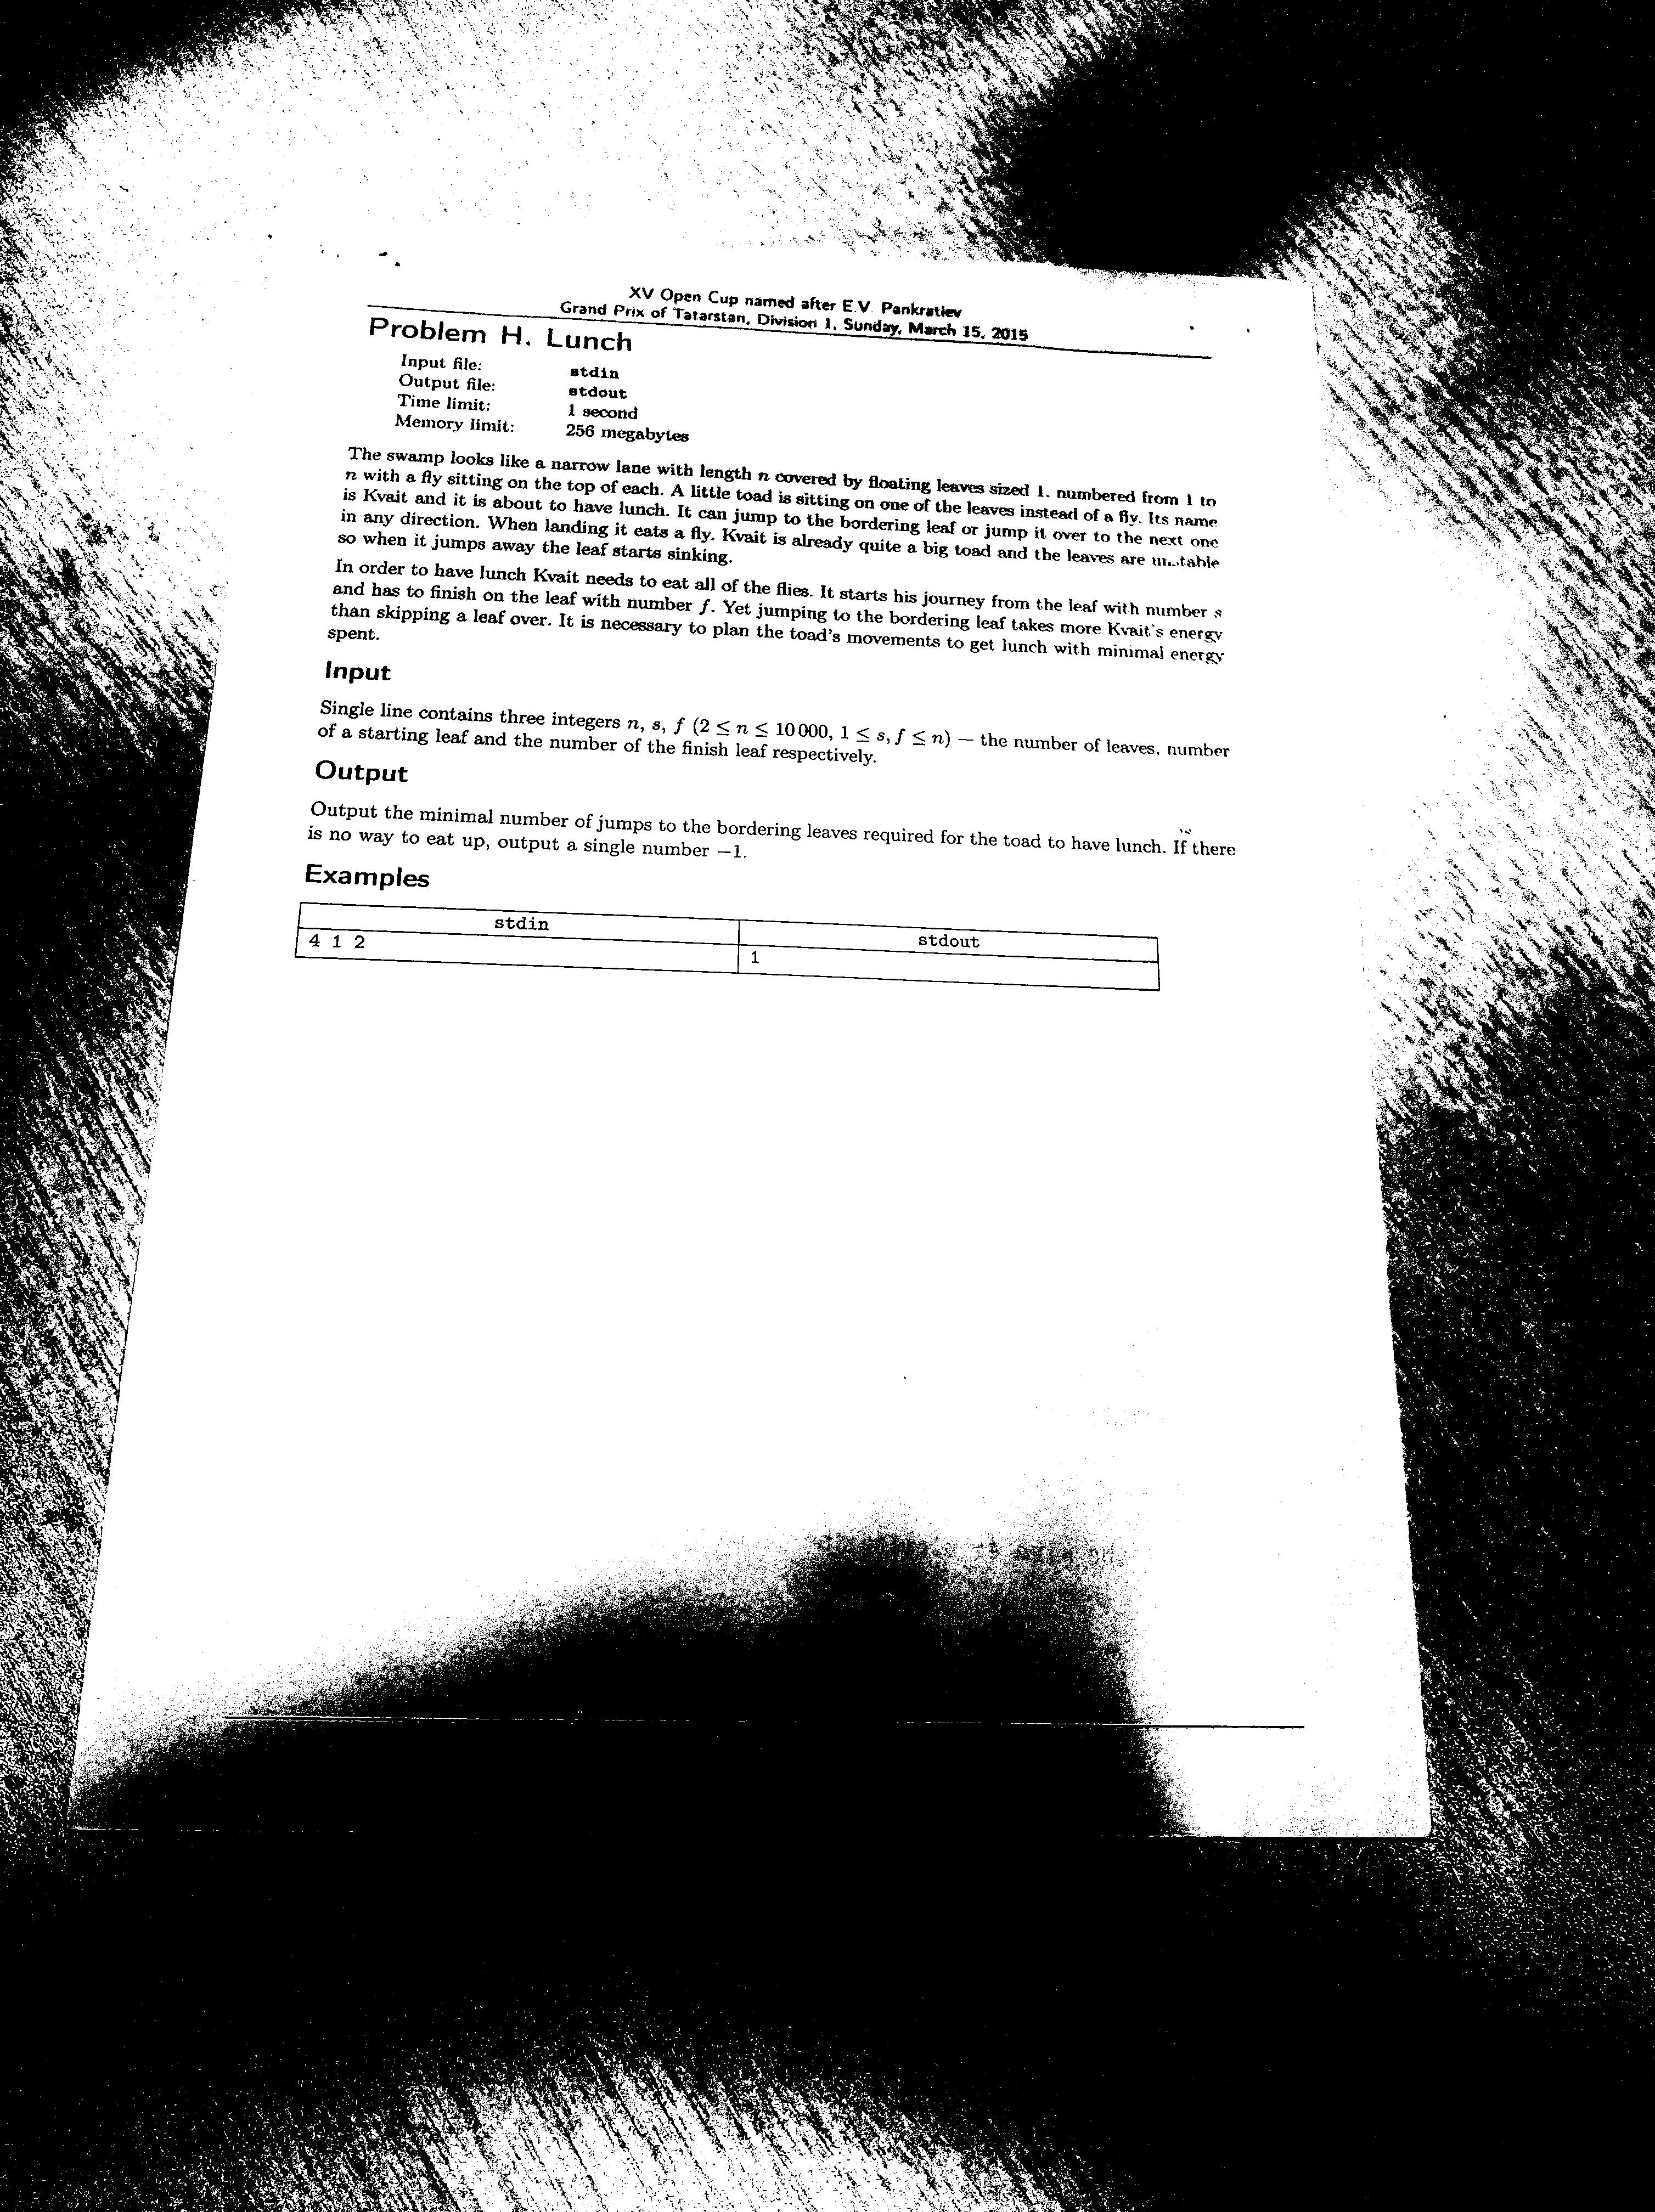 XV Open Cup named after E.V. Pankratiev
Grand Prix of Tatarstan, Division 1, Sunday, March 15, 2015
Problem H. Lunch
Input file: stdin
Output file: stdout
Time limit: 1 second
Memory limit: 256 megabytes
The swamp looks like a narrow lane with length n covered by floating leaves sized 1, numbered from 1 to
n with a fly sitting on the top of each. A little toad is sitting on one of the leaves instead of a fly. Its name
is Kvait and it is about to have lunch. It can jump to the bordering leaf or jump it over to the next one
in any direction. When landing it eats a fly. Kvait is already quite a big toad and the leaves are unstable
so when it jumps away the leaf starts sinking.
In order to have lunch Kvait needs to eat all of the flies. It starts his journey from the leaf with number s
and has to finish on the leaf with number f. Yet jumping to the bordering leaf takes more Kvait's energy
than skipping a leaf over. It is necessary to plan the toad's movements to get lunch with minimal energy
spent.
Input
Single line contains three integers n, s, f (2 ≤ n ≤ 10 000, 1 ≤ s, f ≤ n) — the number of leaves, number
of a starting leaf and the number of the finish leaf respectively.
Output
Output the minimal number of jumps to the bordering leaves required for the toad to have lunch. If there
is no way to eat up, output a single number −1.
Examples
stdin stdout
4 1 2 1